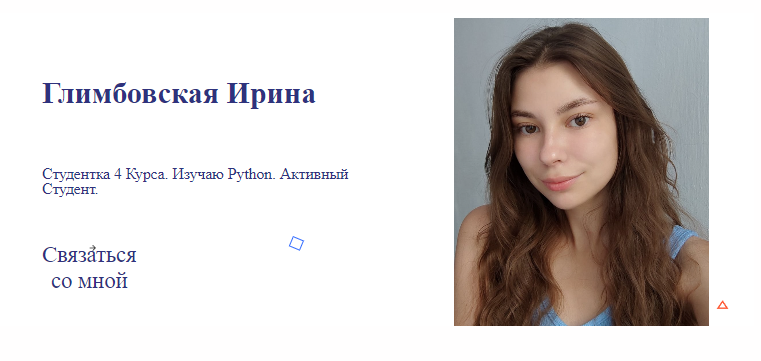 Глимбовская Ирина
Студентка 4 Курса. Изучаю Python. Активный
Студент.
Связаться
со мной